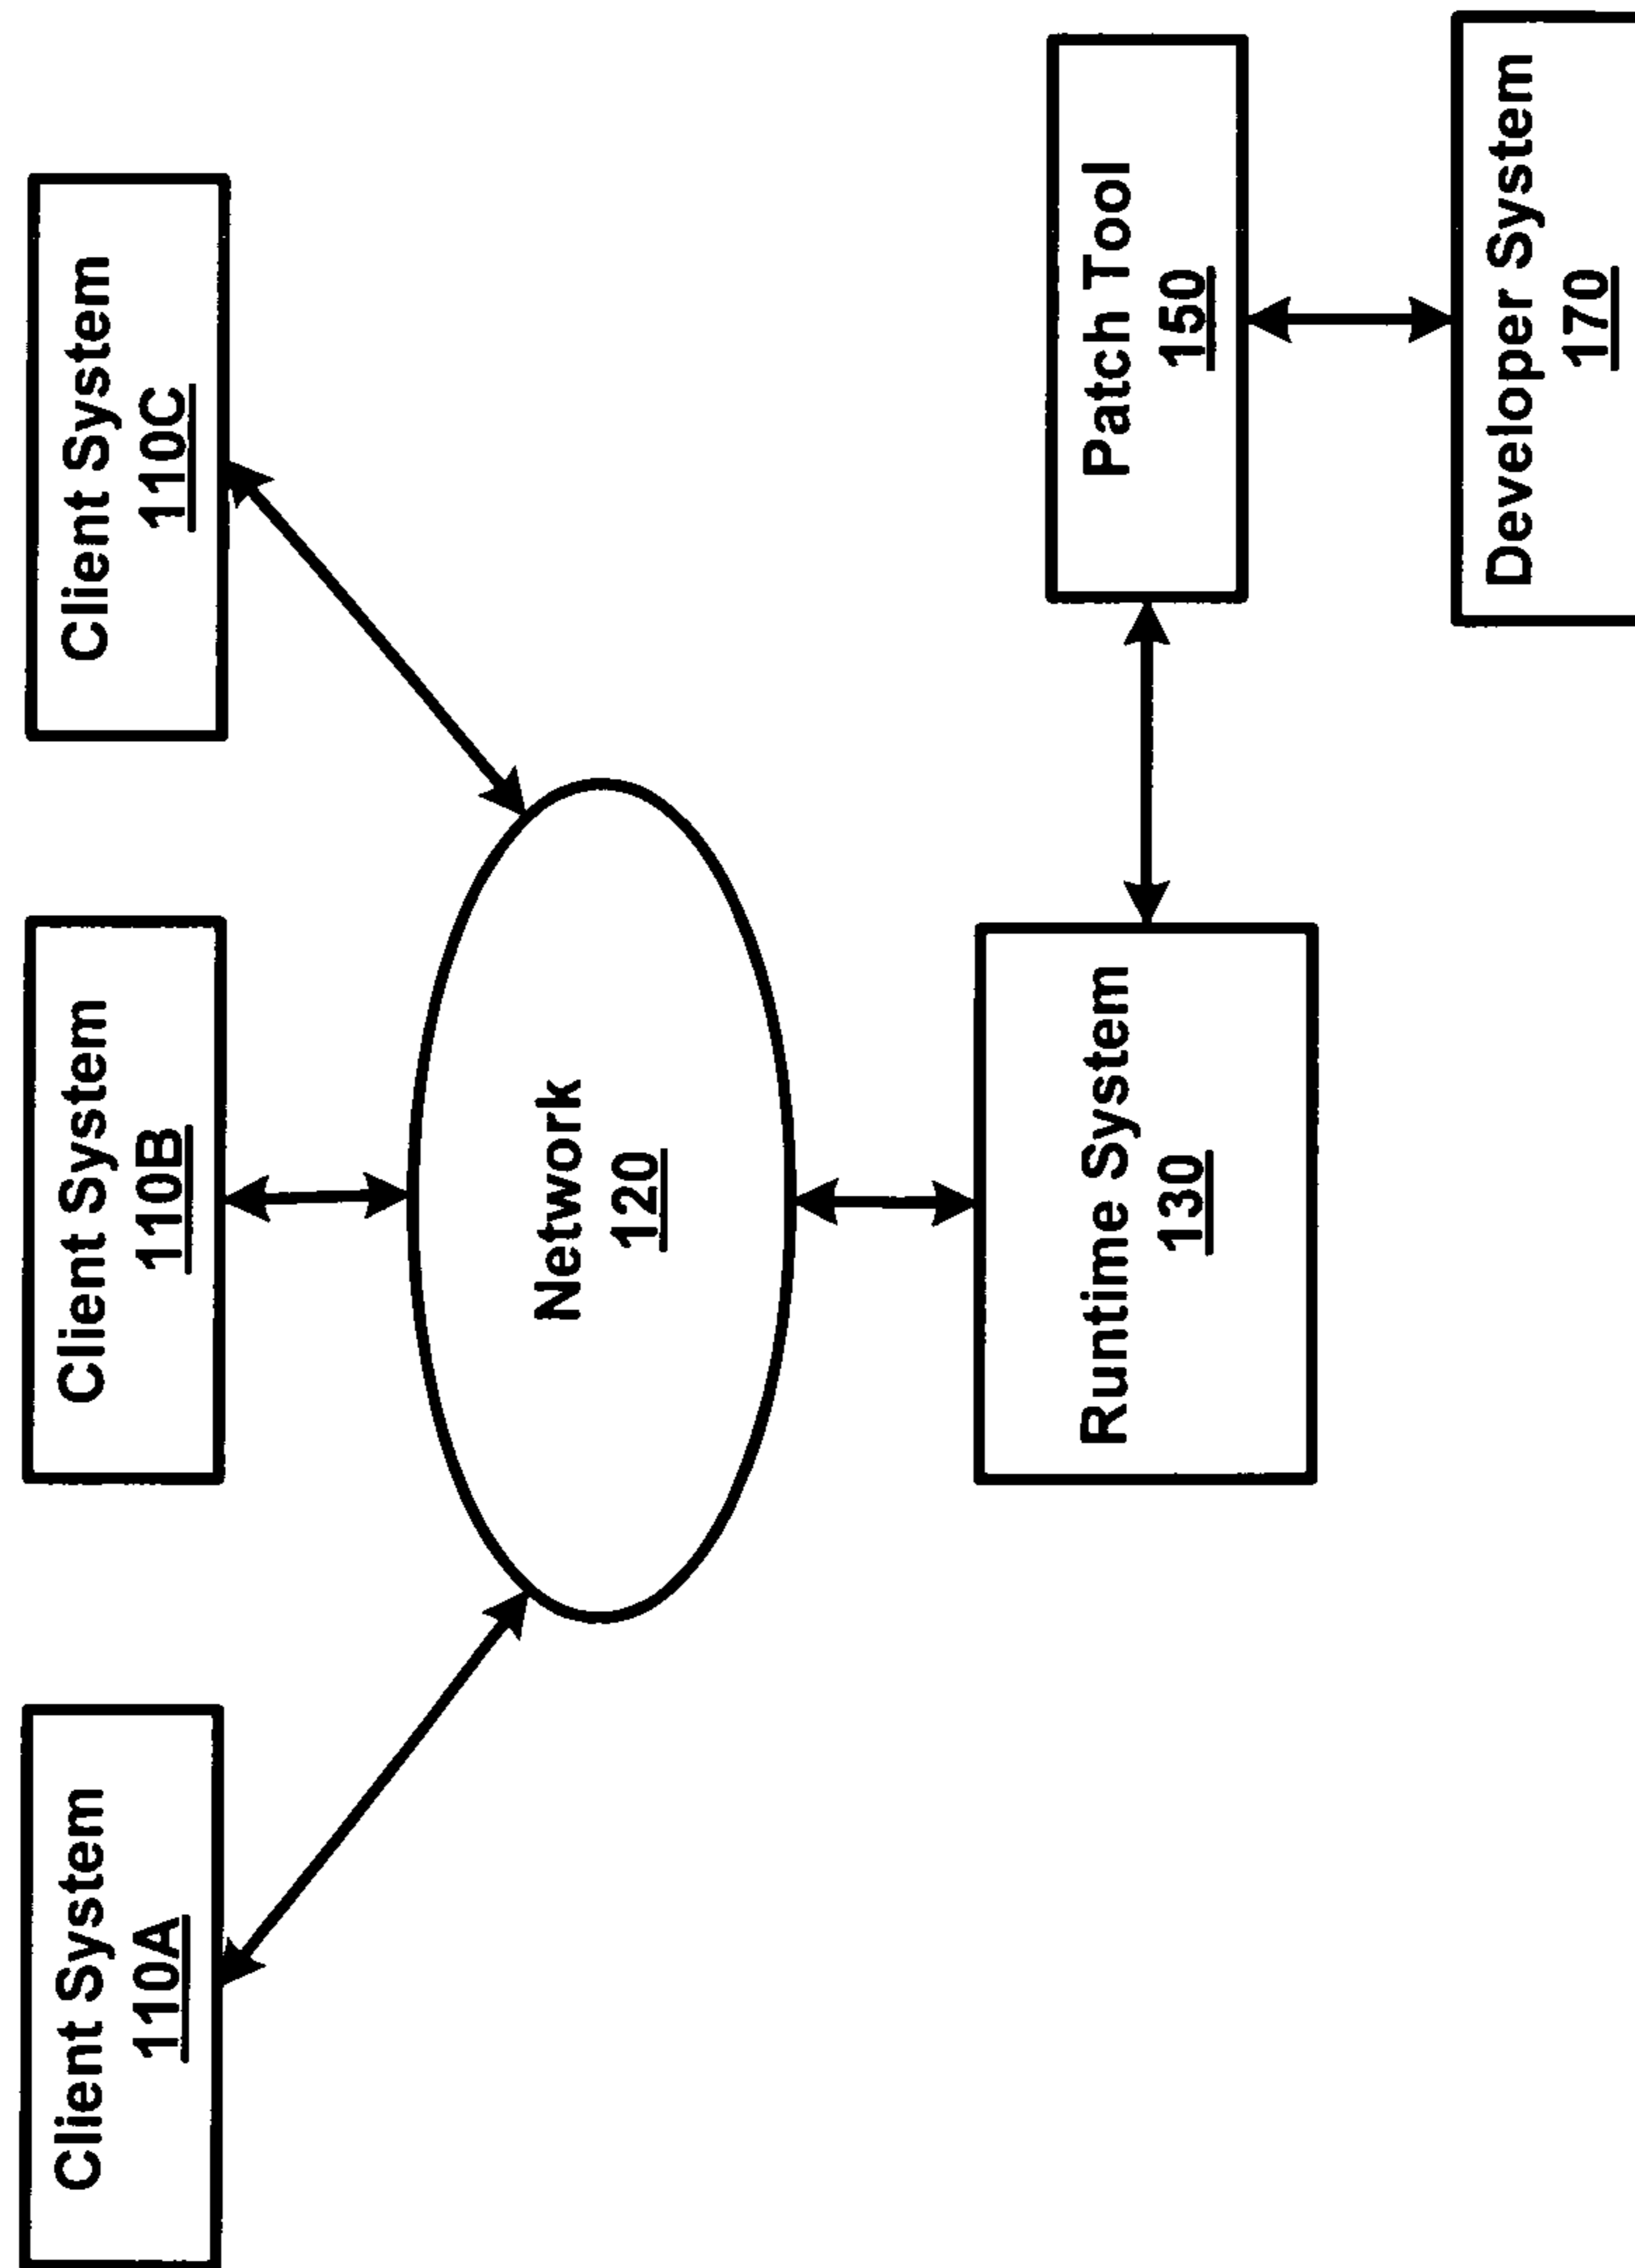 Client System
110A
Client System
110B
Client System
110C
Network
120
Runtime System
130
Patch Tool
150
Developer System
170